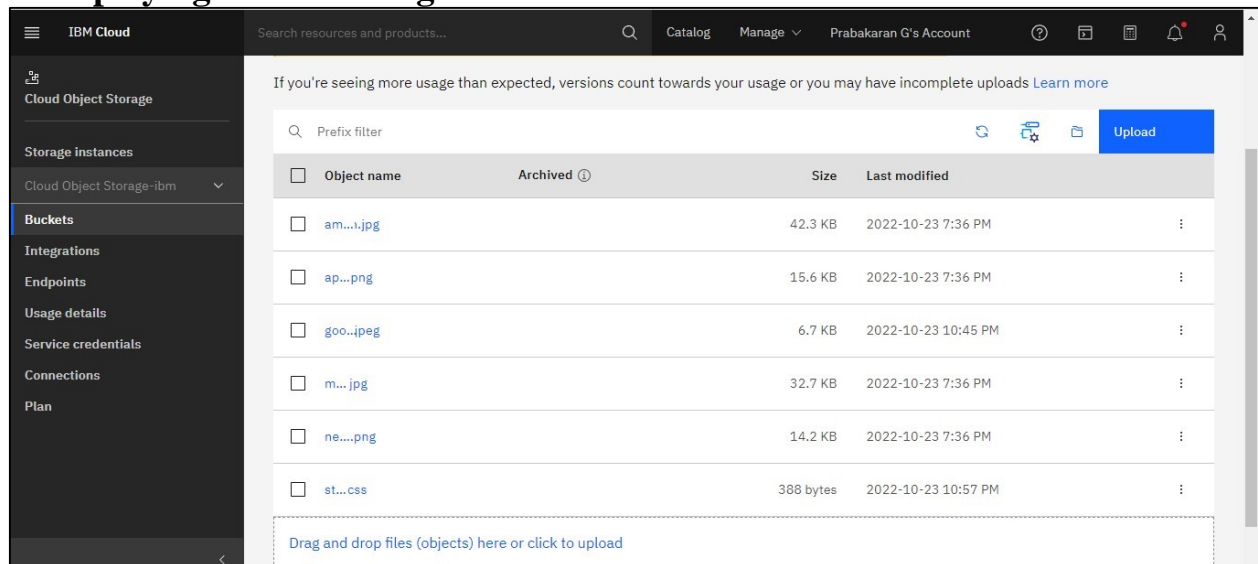 IBM Cloud
Search resources and products...
Catalog
Manage
Prabakaran G's Account
Cloud Object Storage
Storage instances
Cloud Object Storage-ibm
Buckets
Integrations
Endpoints
Usage details
Service credentials
Connections
Plan
If you're seeing more usage than expected, versions count towards your usage or you may have incomplete uploads Learn more
Prefix filter
Upload
Object name Archived Size Last modified
42.3 KB 2022-10-23 7:36 PM
ap...png 15.6 KB 2022-10-23 7:36 PM
goo...jpeg 6.7 KB 2022-10-23 10:45 PM
m... jpg 32.7 KB 2022-10-23 7:36 PM
ne....png 14.2 KB 2022-10-23 7:36 PM
st...css 388 bytes 2022-10-23 10:57 PM
Drag and drop files (objects) here or click to upload